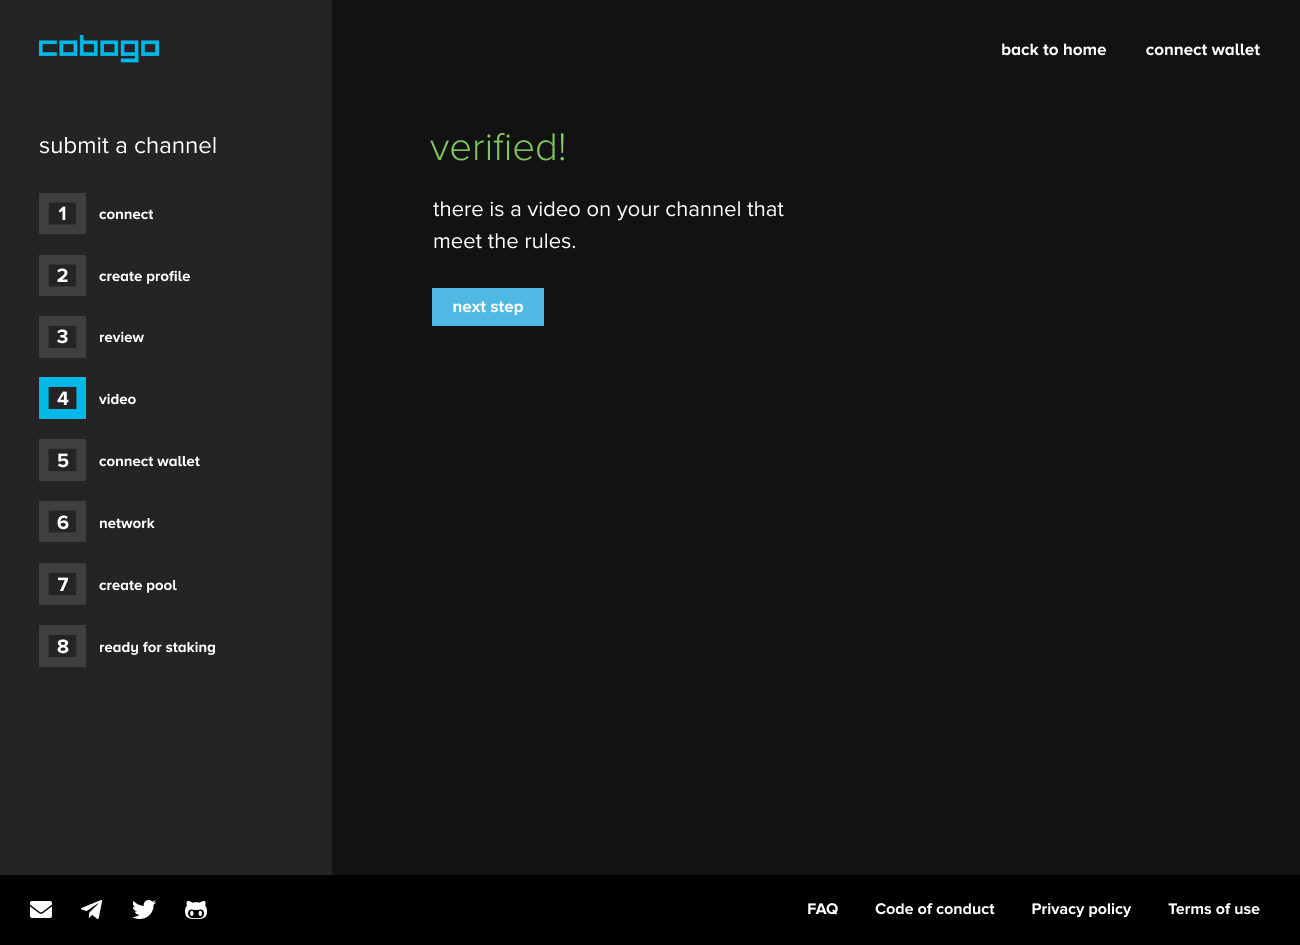 cobogo
back to home
connect wallet
submit a channel
1 connect
2 create profile
3 review
4 video
5 connect wallet
6 network
7 create pool
8 ready for staking
verified!
there is a video on your channel that
meet the rules.
next step
FAQ
Code of conduct
Privacy policy
Terms of use